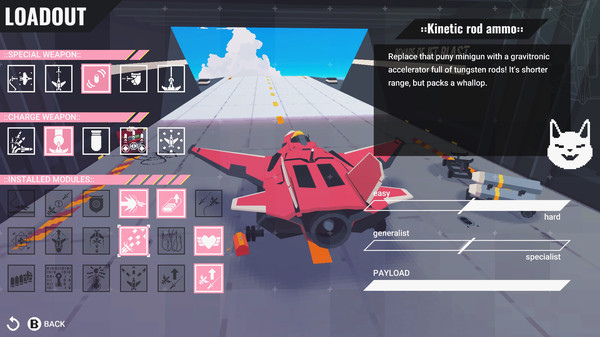 LOADOUT
::SPECIAL WEAPON::
::CHARGE WEAPON::
::INSTALLED MODULES::
::Kinetic rod ammo::
Replace that puny minigun with a gravitronic
accelerator full of tungsten rods! It's shorter
range, but packs a whallop.
easy
hard
generalist
specialist
PAYLOAD
B BACK